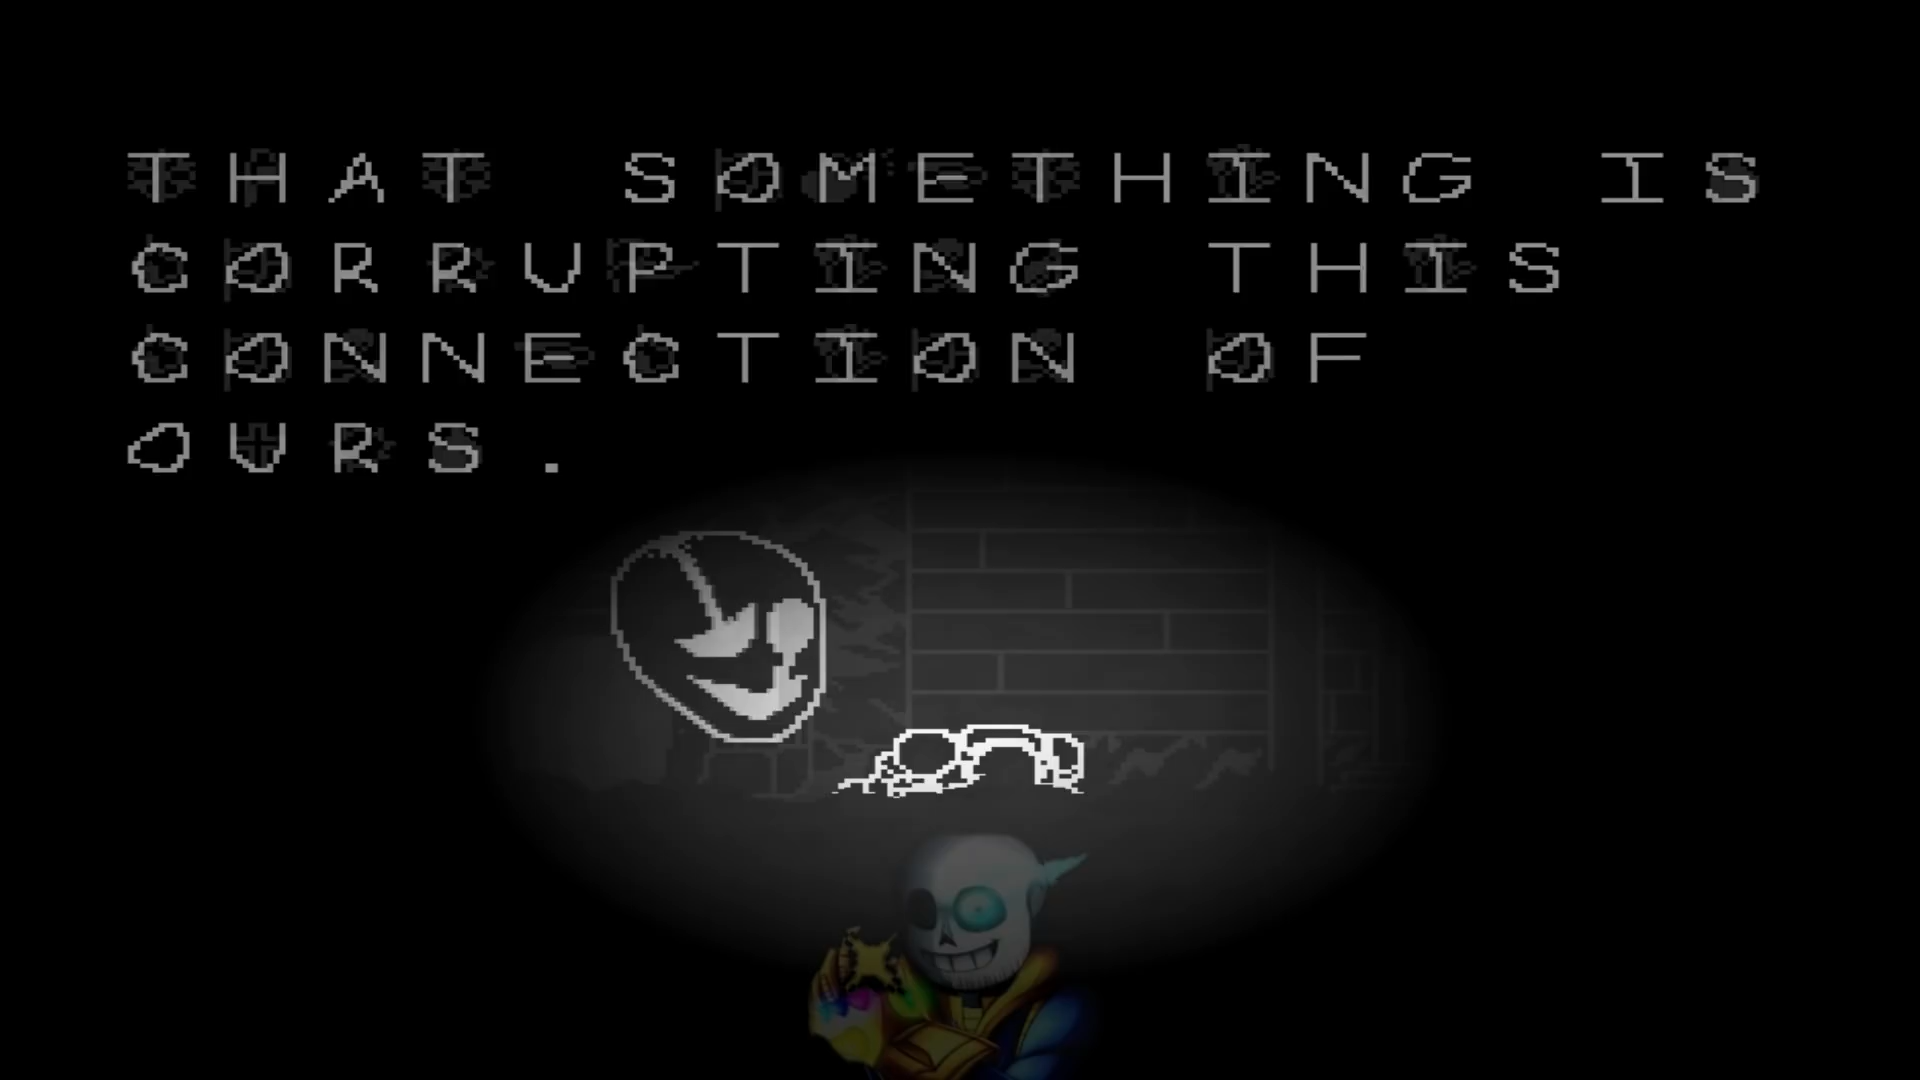 THAT SOMETHING IS
CORRUPTING THIS
CONNECTION OF
OURS.